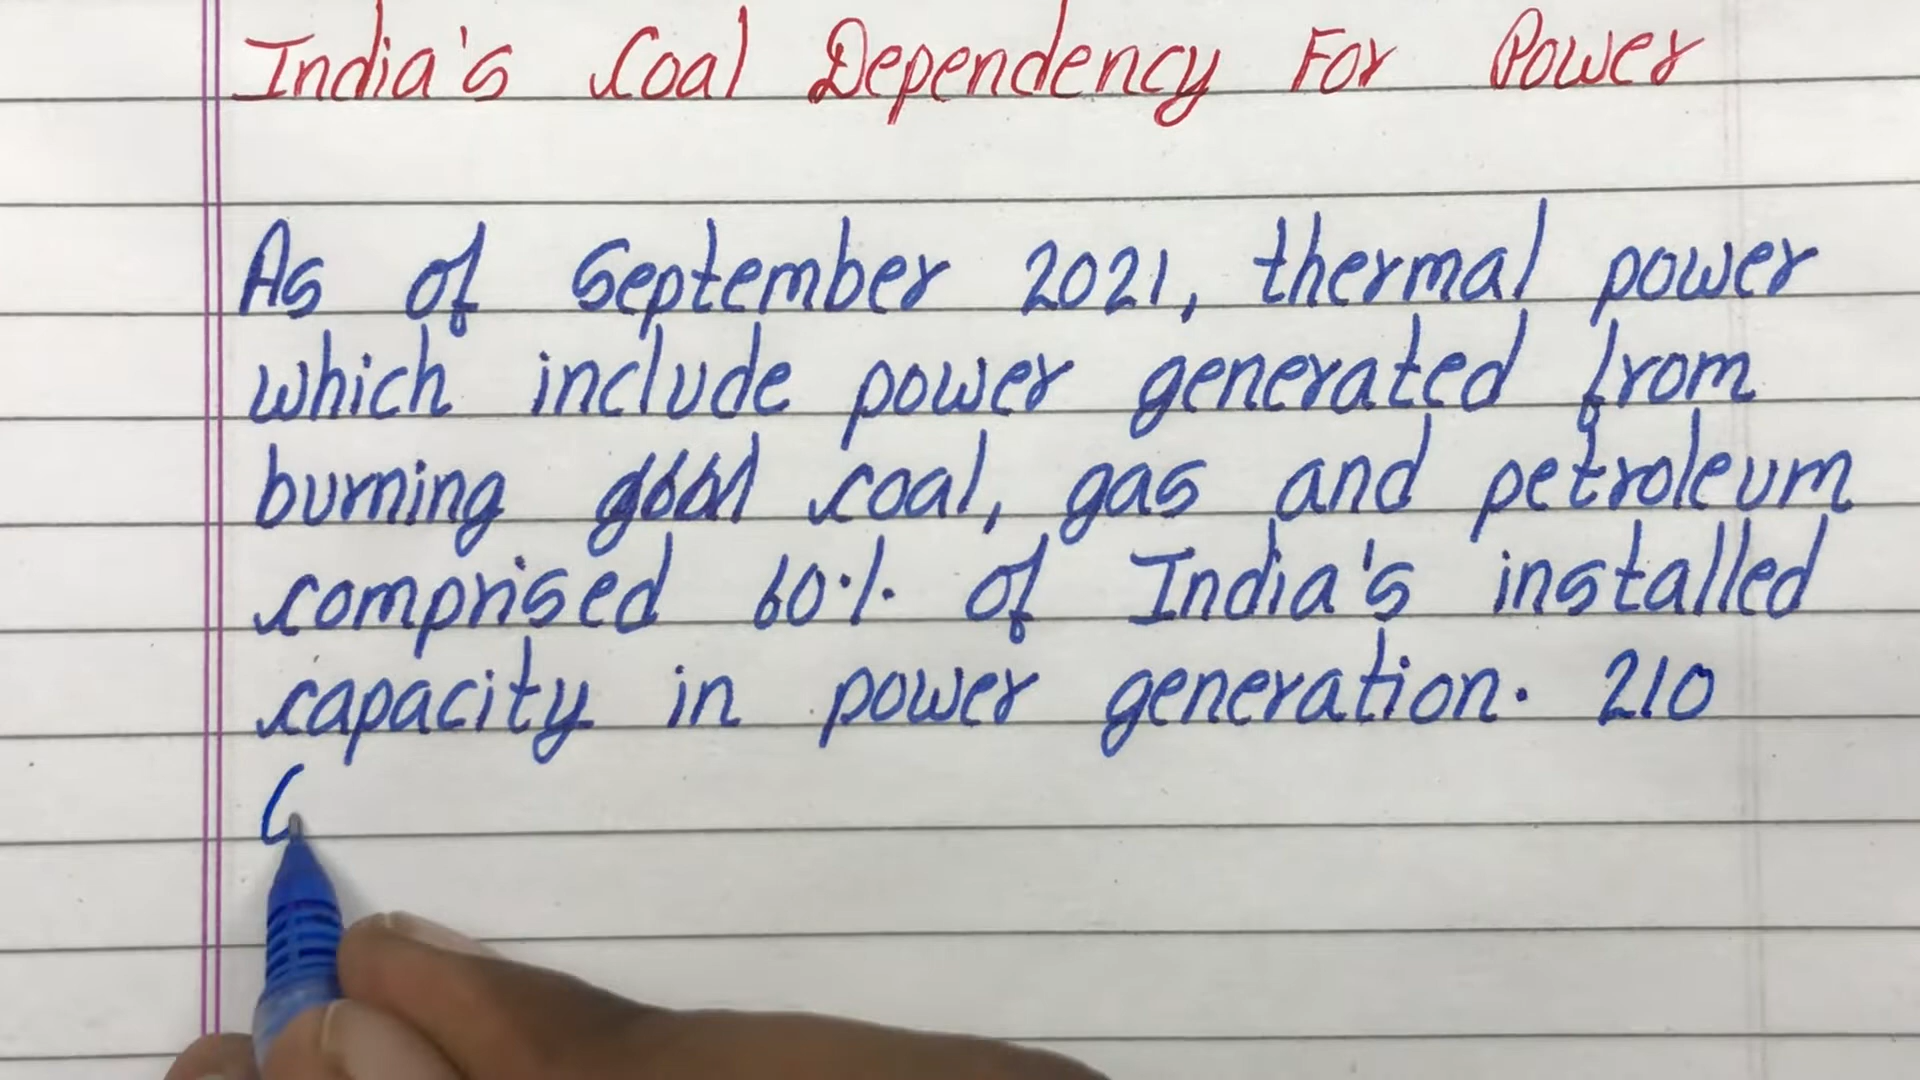 India's Coal Dependency For Power
As of September 2021, thermal power
which include power generated from
burning coal, gas and petroleum
comprised 60% of India's installed
capacity in power generation. 210